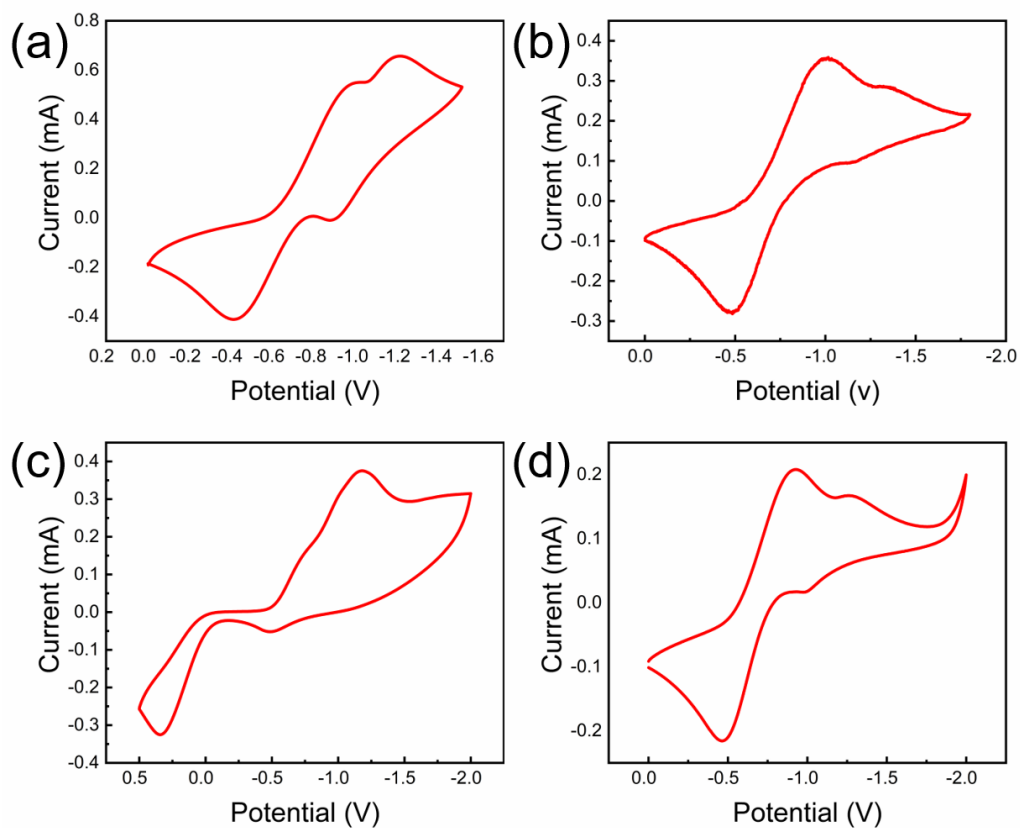 (a)
0.8
0.6
0.4
0.2
0.0
-0.2
-0.4
Current (mA)
0.2 0.0 -0.2 -0.4 -0.6 -0.8 -1.0 -1.2 -1.4 -1.6
Potential (V)
(b)
0.4
0.3
0.2
0.1
0.0
-0.1
-0.2
-0.3
Current (mA)
0.0 -0.5 -1.0 -1.5 -2.0
Potential (v)
(c)
0.4
0.3
0.2
0.1
0.0
-0.1
-0.2
-0.3
-0.4
Current (mA)
0.5 0.0 -0.5 -1.0 -1.5 -2.0
Potential (V)
(d)
0.2
0.1
0.0
-0.1
-0.2
Current (mA)
0.0 -0.5 -1.0 -1.5 -2.0
Potential (V)